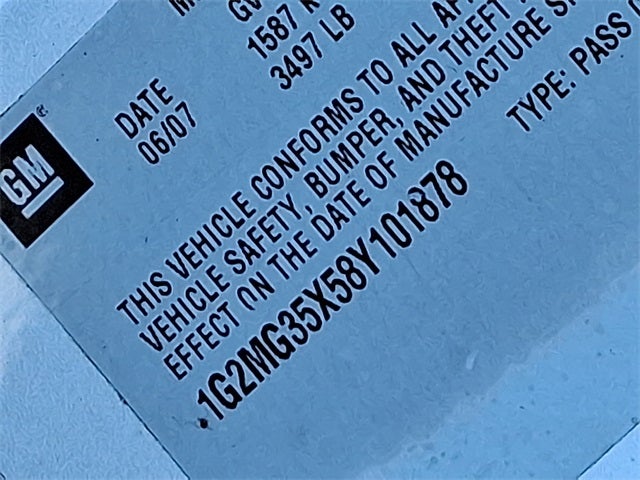 GM
®
DATE
06/07
1587 K
3497 LB
THIS VEHICLE CONFORMS TO ALL
VEHICLE SAFETY, BUMPER, AND THEFT
EFFECT ON THE DATE OF MANUFACTURE
1G2MG35X58Y101878
TYPE: PASS